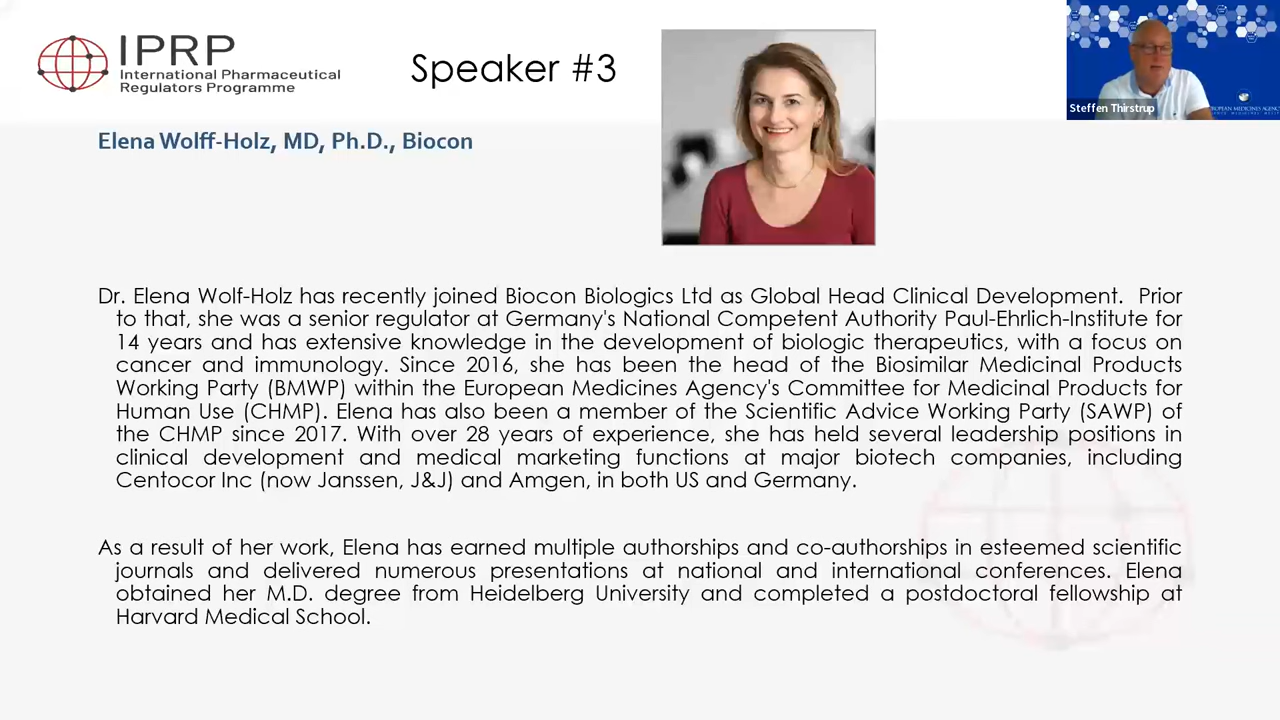 IPRP
International Pharmaceutical
Regulators Programme
Speaker #3
Steffen Thirstrup
Elena Wolff-Holz, MD, Ph.D., Biocon
Dr. Elena Wolf-Holz has recently joined Biocon Biologics Ltd as Global Head Clinical Development. Prior
to that, she was a senior regulator at Germany's National Competent Authority Paul-Ehrlich-Institute for
14 years and has extensive knowledge in the development of biologic therapeutics, with a focus on
cancer and immunology. Since 2016, she has been the head of the Biosimilar Medicinal Products
Working Party (BMWP) within the European Medicines Agency's Committee for Medicinal Products for
Human Use (CHMP). Elena has also been a member of the Scientific Advice Working Party (SAWP) of
the CHMP since 2017. With over 28 years of experience, she has held several leadership positions in
clinical development and medical marketing functions at major biotech companies, including
Centocor Inc (now Janssen, J&J) and Amgen, in both US and Germany.
As a result of her work, Elena has earned multiple authorships and co-authorships in esteemed scientific
journals and delivered numerous presentations at national and international conferences. Elena
obtained her M.D. degree from Heidelberg University and completed a postdoctoral fellowship at
Harvard Medical School.